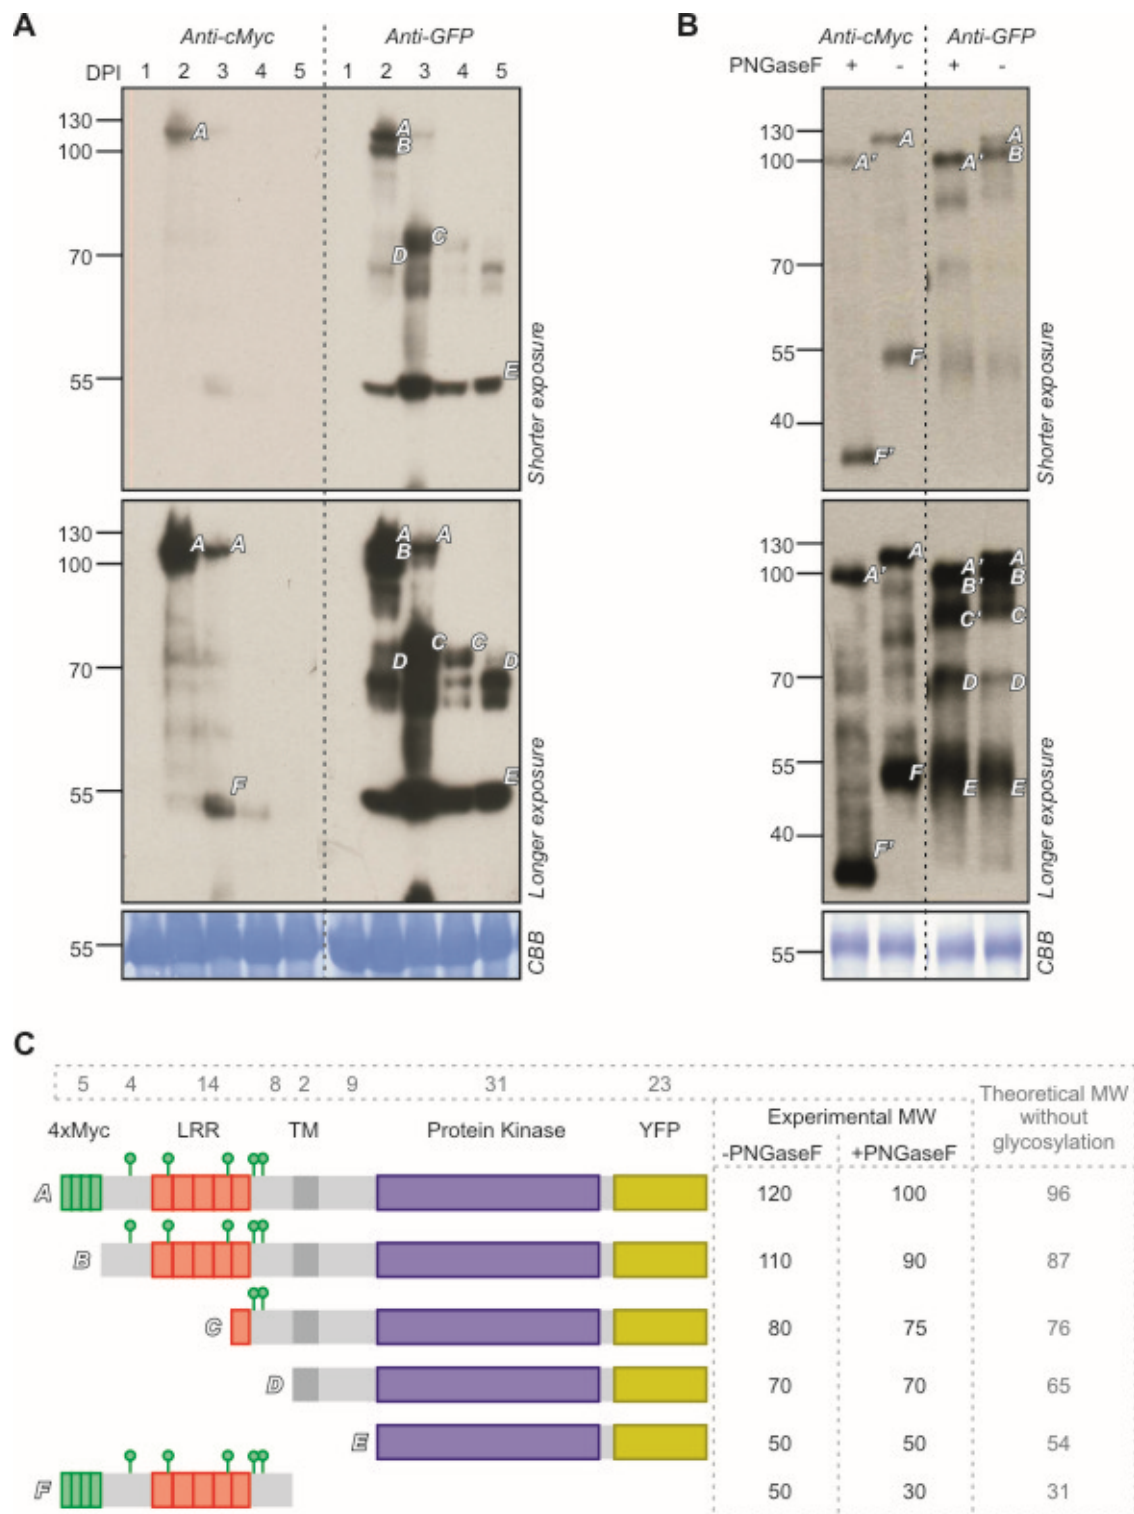 A
Anti-cMyc Anti-GFP
DPI 1 2 3 4 5 1 2 3 4 5
130
100
70
55
A
A
B
C
D
E
Shorter exposure
130
100
70
55
A A
F
A
B
A
C C
D D
E
Longer exposure
55
CBB
B
Anti-cMyc Anti-GFP
PNGaseF + - + -
130
100
70
55
40
A
A' A' A
B
F
F'
Shorter exposure
130
100
70
55
40
A
A'
A' A
B' B
C' C
D D
F
E E
F'
Longer exposure
55
CBB
C
5 4 14 8 2 9 31 23
Theoretical MW
without
glycosylation
4xMyc LRR TM Protein Kinase YFP
Experimental MW
-PNGaseF +PNGaseF
A 120 100 96
B 110 90 87
C 80 75 76
D 70 70 65
E 50 50 54
F 50 30 31